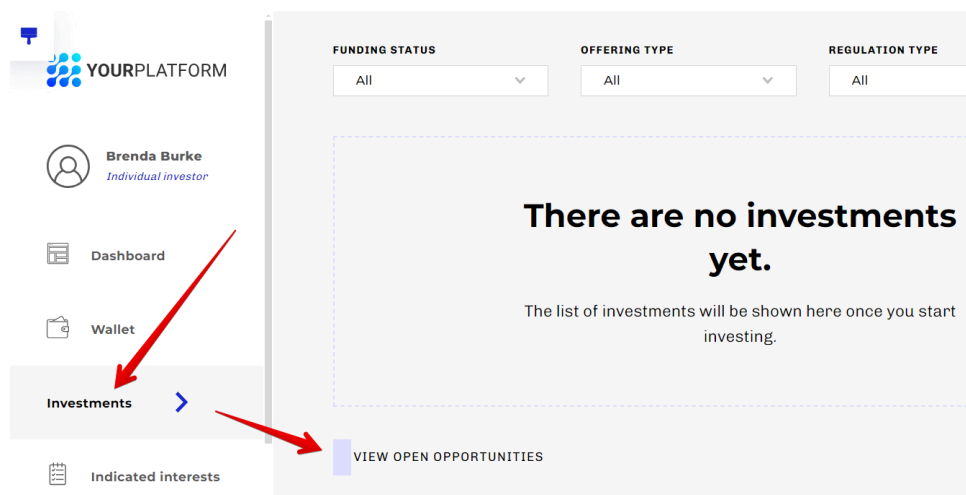 YOURPLATFORM
Brenda Burke
Individual investor
Dashboard
Wallet
Investments
Indicated interests
FUNDING STATUS
OFFERING TYPE
REGULATION TYPE
All
All
All
There are no investments
yet.
The list of investments will be shown here once you start
investing.
VIEW OPEN OPPORTUNITIES